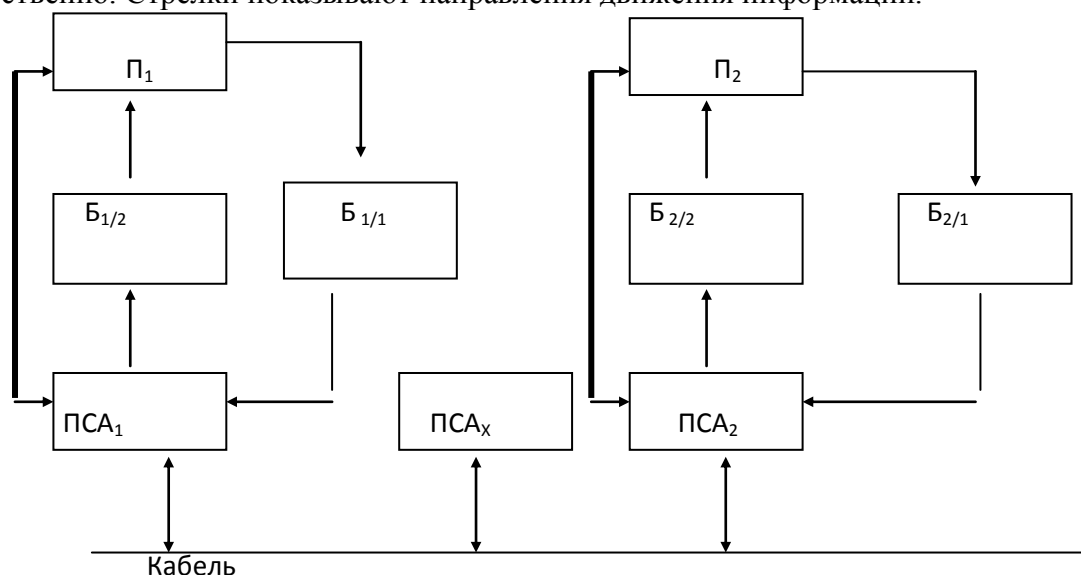 ственно. Стрелки показывают направления движения информации.
П₁ П₂
Б₁/₂ Б ₁/₁ Б ₂/₂ Б₂/₁
ПСА₁ ПСАₓ ПСА₂
Кабель